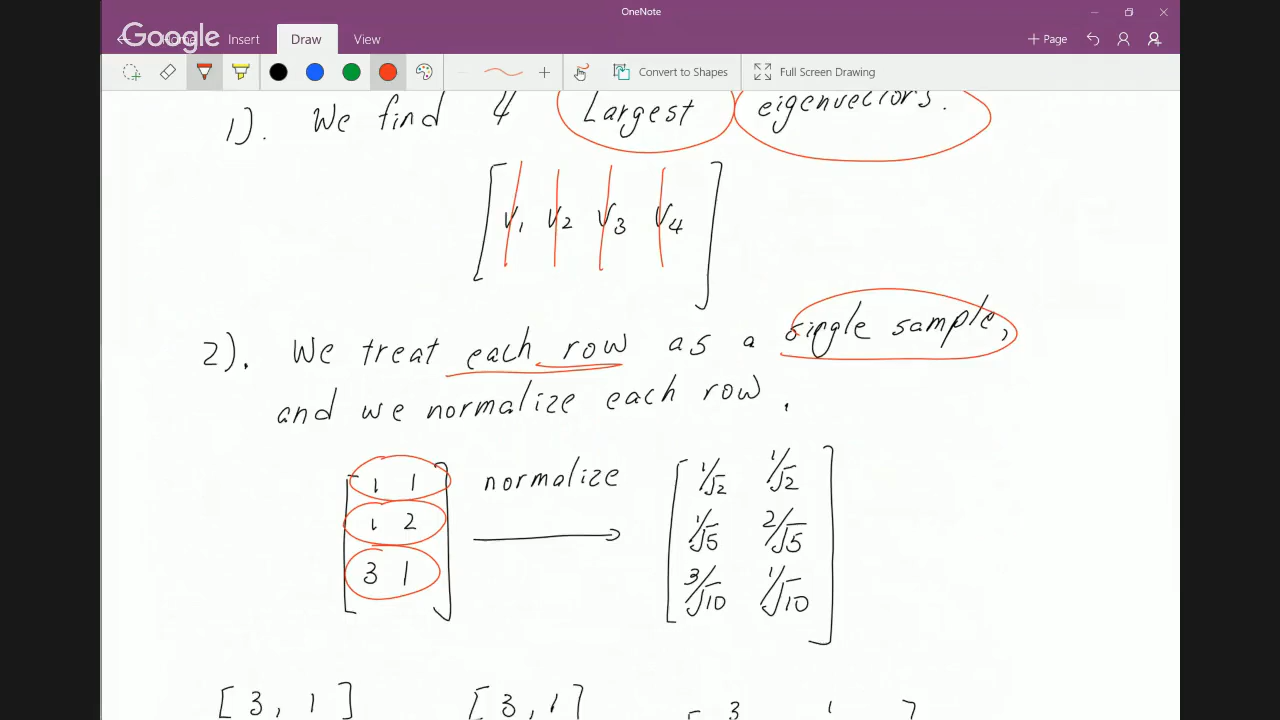 OneNote
Google
Home Insert Draw View
Page
Convert to Shapes Full Screen Drawing
1). We find 4 Largest eigenvectors.
V1 V2 V3 V4
2). We treat each row as a single sample,
and we normalize each row.
1 1 normalize 1/√2 1/√2
1 2 1/√5 2/√5
3 1 3/√10 1/√10
[3, 1] [3, 1] [ 3 1 ]